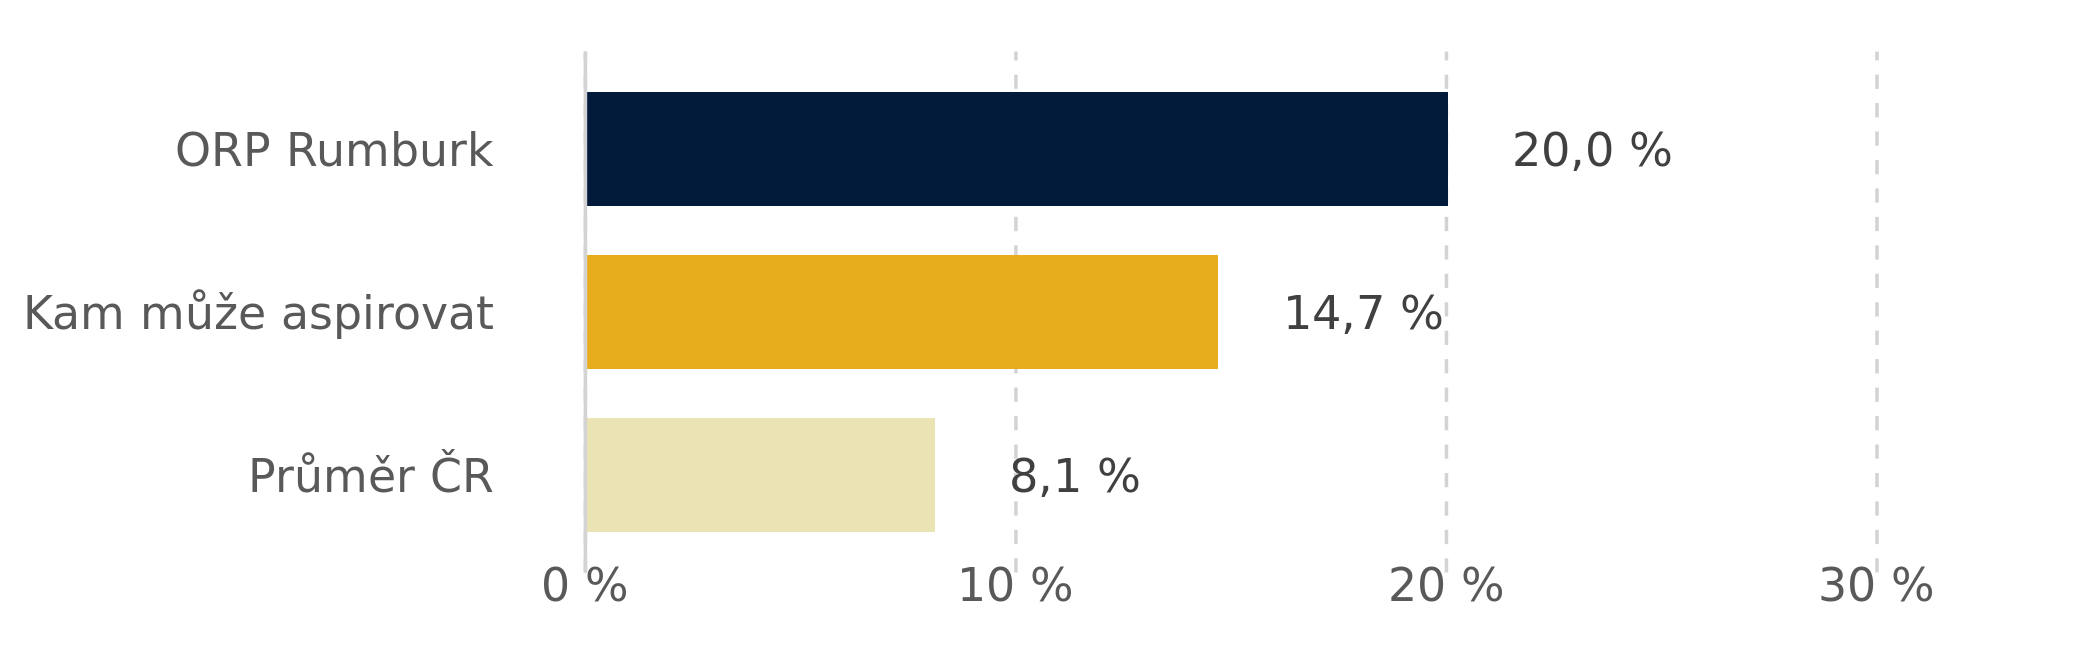 ORP Rumburk 20,0 %
Kam může aspirovat 14,7 %
Průměr ČR 8,1 %
0 % 10 % 20 % 30 %